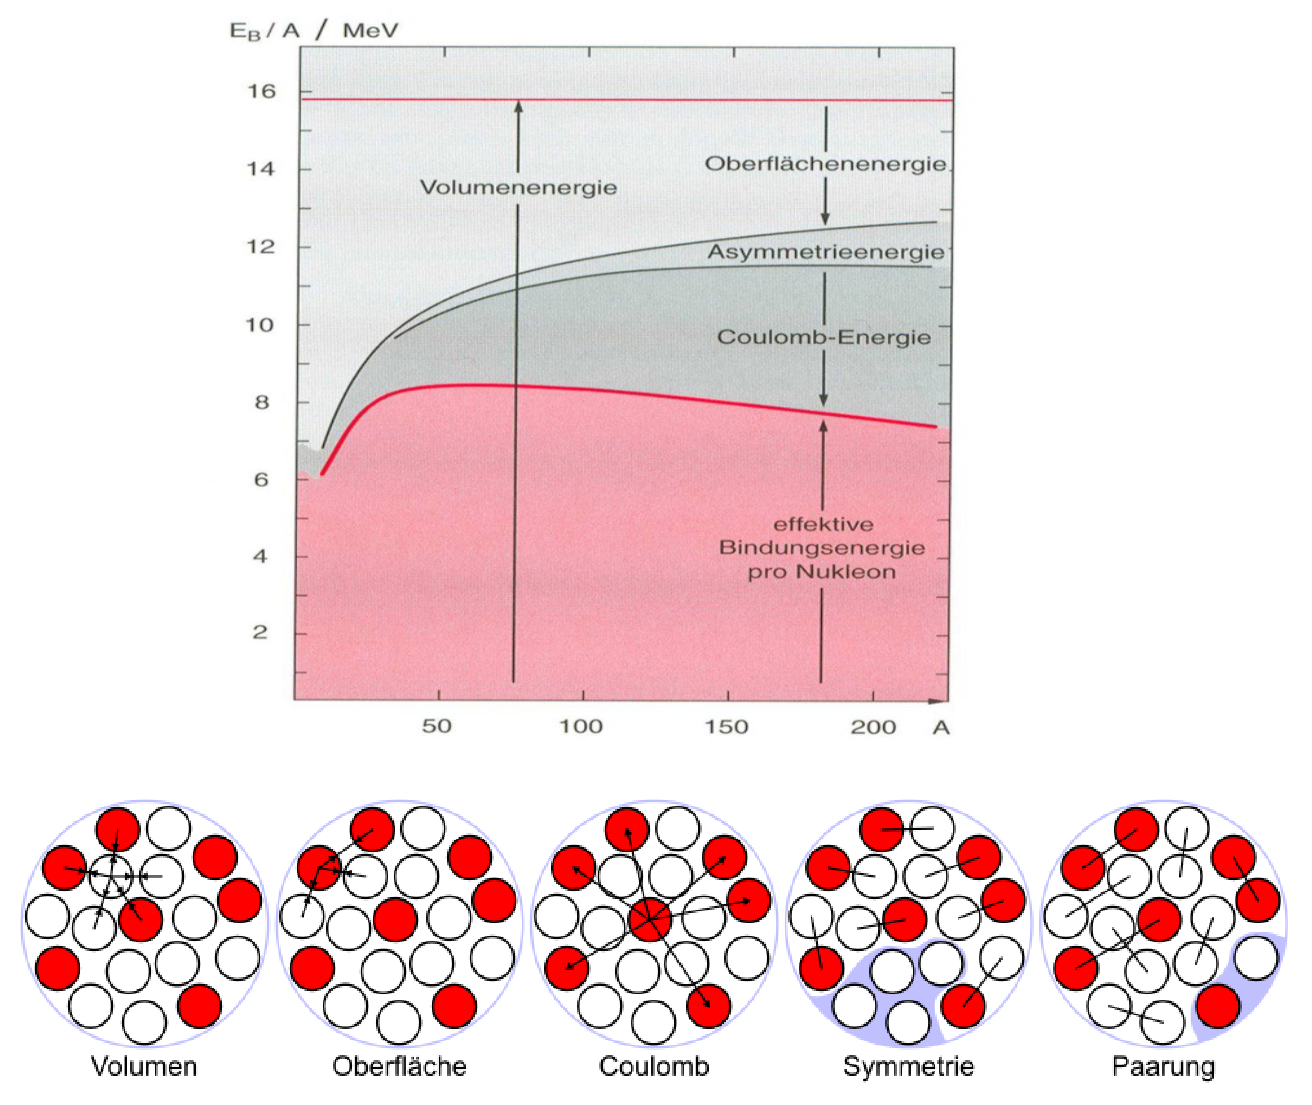 E_B / A / MeV
16
Oberflächenenergie
14
Volumenenergie
12
Asymmetrieenergie
10
Coulomb-Energie
8
6
effektive
4
Bindungsenergie
pro Nukleon
2
50 100 150 200 A
Volumen Oberfläche Coulomb Symmetrie Paarung